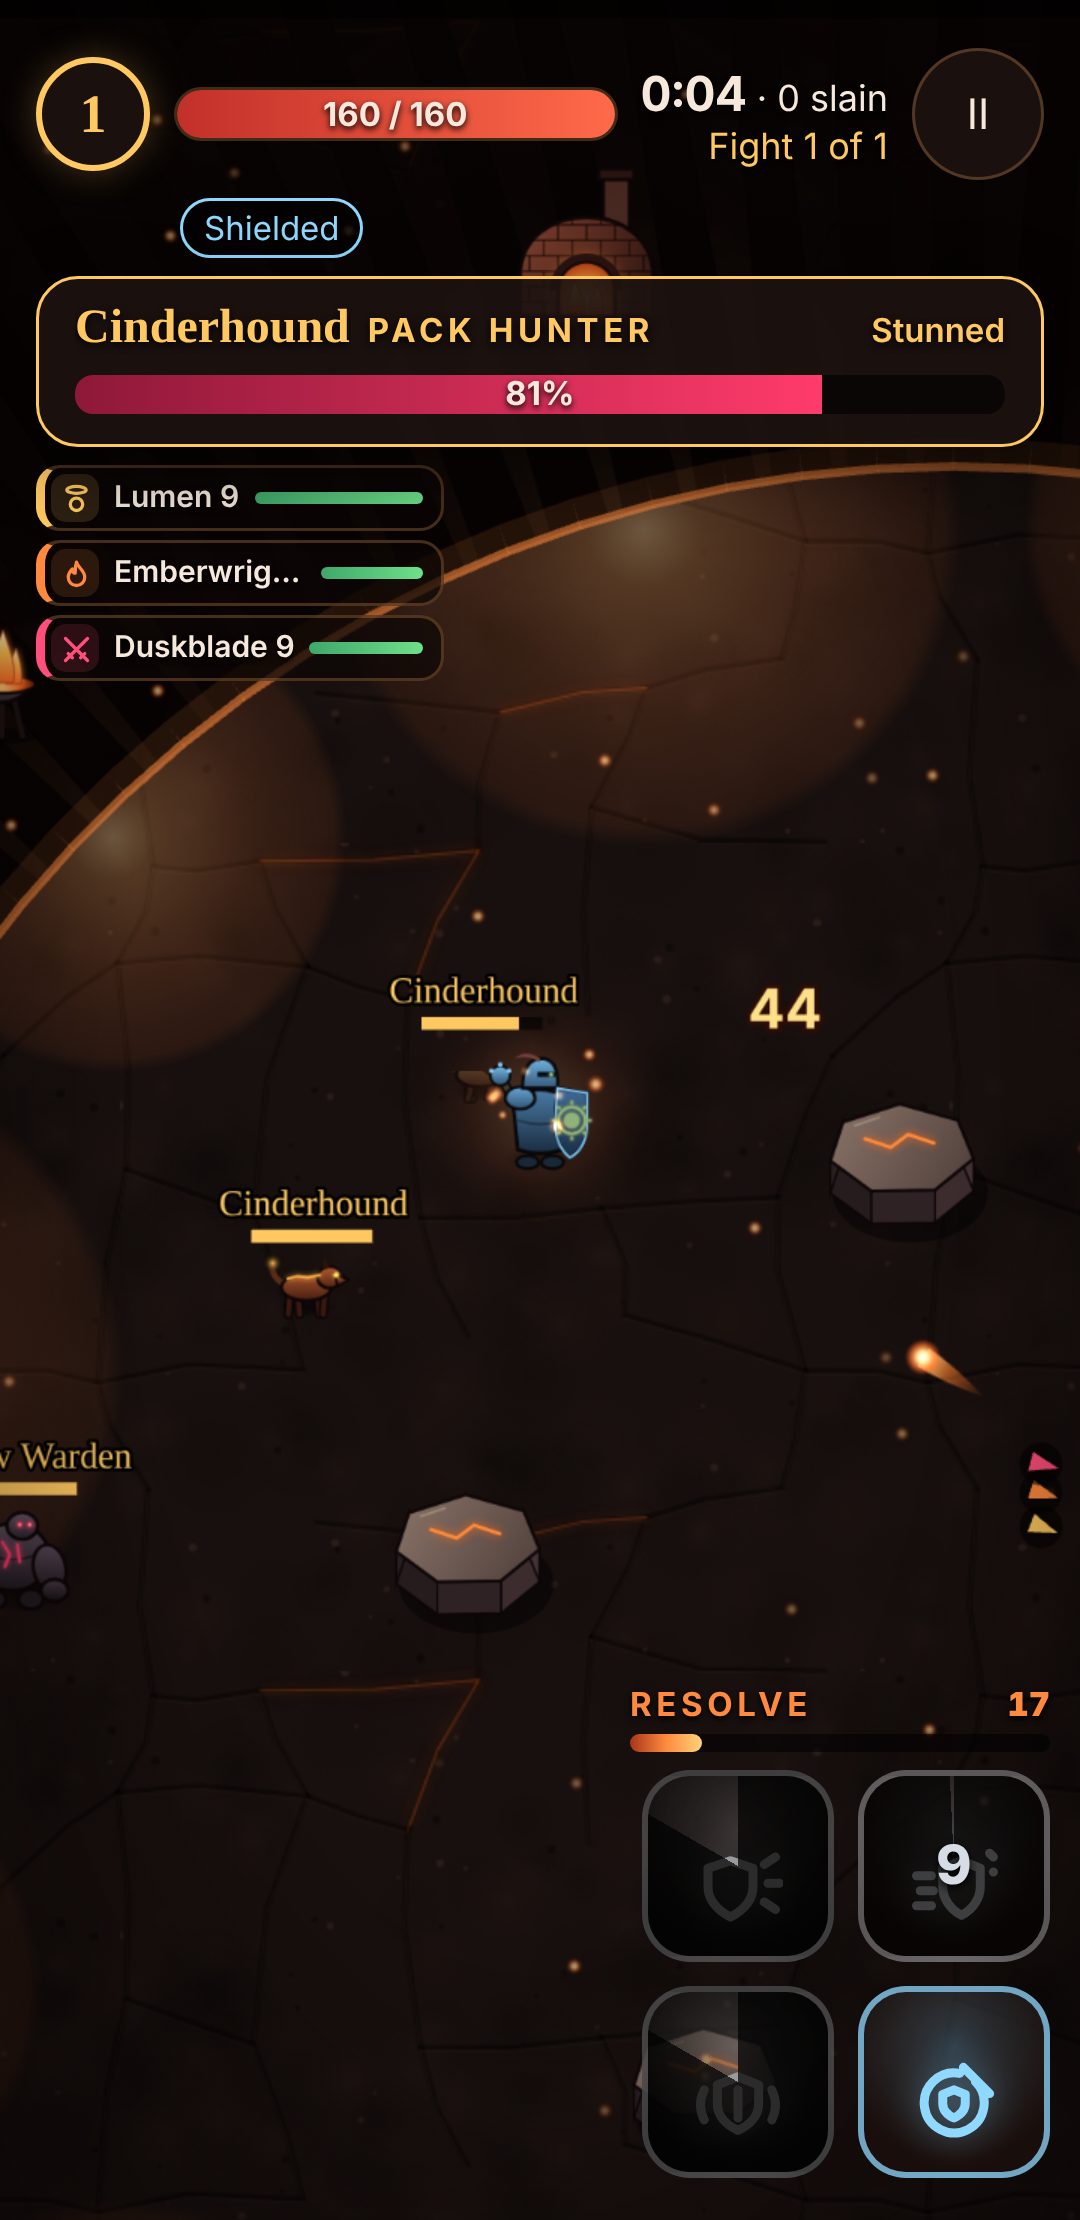 1
160 / 160
0:04 · 0 slain
Fight 1 of 1
Shielded
Cinderhound PACK HUNTER
Stunned
81%
Lumen 9
Emberwrig...
Duskblade 9
Cinderhound
44
Cinderhound
w Warden
RESOLVE 17
9